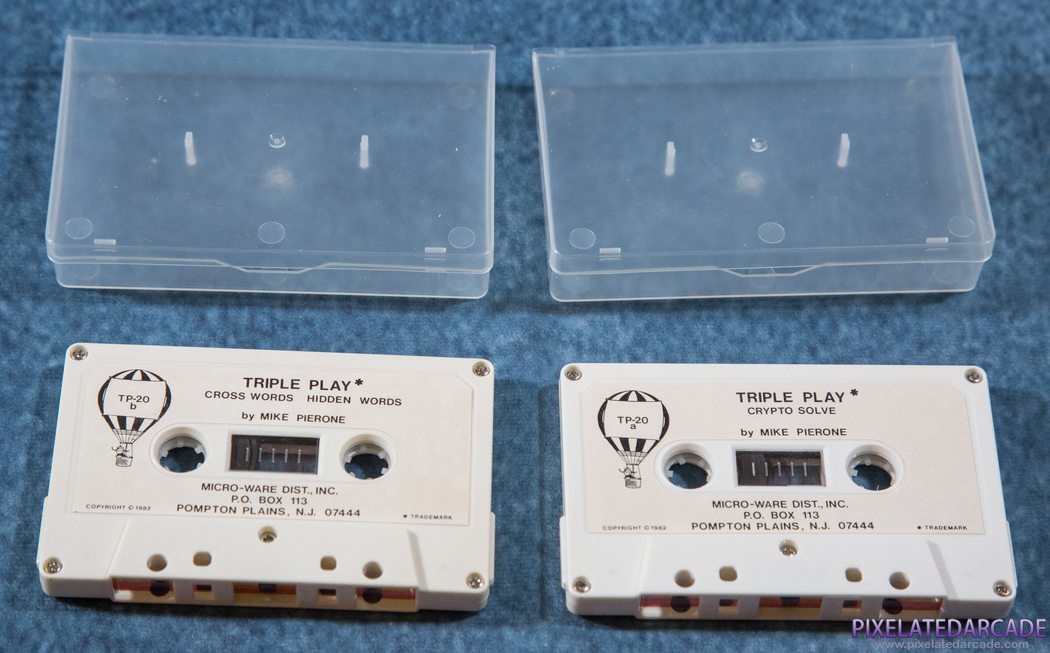 TRIPLE PLAY*
CROSS WORDS HIDDEN WORDS
by MIKE PIERONE
TP-20
b
MICRO-WARE DIST., INC.
P.O. BOX 113
POMPTON PLAINS, N.J. 07444
COPYRIGHT © 1982
* TRADEMARK
TRIPLE PLAY*
CRYPTO SOLVE
by MIKE PIERONE
TP-20
a
MICRO-WARE DIST., INC.
P.O. BOX 113
POMPTON PLAINS, N.J. 07444
COPYRIGHT © 1982
* TRADEMARK
PIXELATEDARCADE
www.pixelatedarcade.com